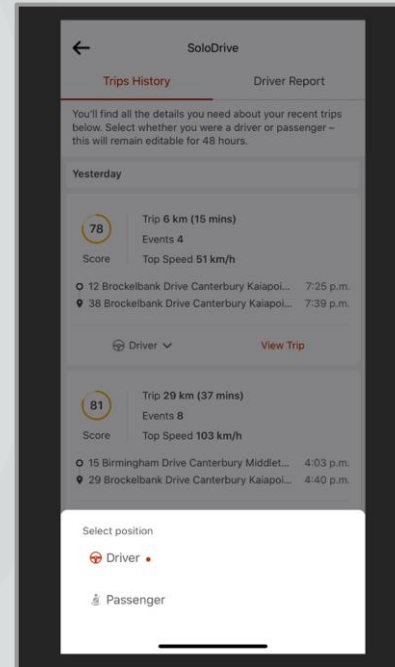 SoloDrive
Trips History
Driver Report
You'll find all the details you need about your recent trips
below. Select whether you were a driver or passenger –
this will remain editable for 48 hours.
Yesterday
78
Score
Trip 6 km (15 mins)
Events 4
Top Speed 51 km/h
12 Brockelbank Drive Canterbury Kaiapoi... 7:25 p.m.
38 Brockelbank Drive Canterbury Kaiapoi... 7:39 p.m.
Driver
View Trip
81
Score
Trip 29 km (37 mins)
Events 8
Top Speed 103 km/h
15 Birmingham Drive Canterbury Middlet... 4:03 p.m.
29 Brockelbank Drive Canterbury Kaiapoi... 4:40 p.m.
Select position
Driver
Passenger